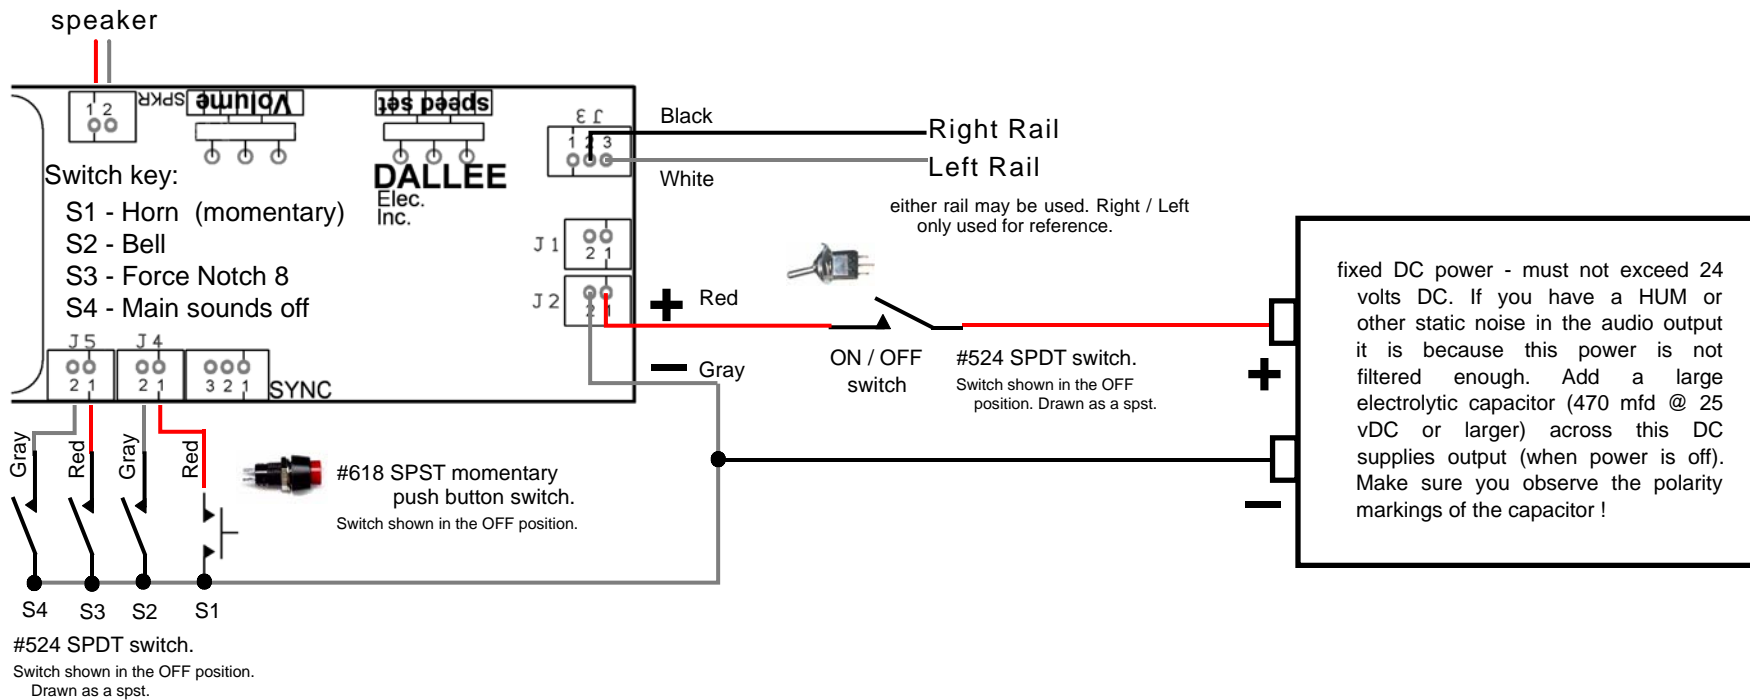 speaker
1 2
SPKR
Volume
speed set
J 3
1 2 3
Black
Right Rail
White
Left Rail
either rail may be used. Right / Left
only used for reference.
DALLEE
Elec.
Inc.
Switch key:
S1 - Horn (momentary)
S2 - Bell
S3 - Force Notch 8
S4 - Main sounds off
J 1
2 1
J 2
2 1
+ Red
− Gray
ON / OFF
switch
#524 SPDT switch.
Switch shown in the OFF
position. Drawn as a spst.
+
−
fixed DC power - must not exceed 24
volts DC. If you have a HUM or
other static noise in the audio output
it is because this power is not
filtered enough. Add a large
electrolytic capacitor (470 mfd @ 25
vDC or larger) across this DC
supplies output (when power is off).
Make sure you observe the polarity
markings of the capacitor !
J 5
2 1
J 4
2 1
3 2 1
SYNC
Gray
Red
Gray
Red
#618 SPST momentary
push button switch.
Switch shown in the OFF position.
S4 S3 S2 S1
#524 SPDT switch.
Switch shown in the OFF position.
Drawn as a spst.